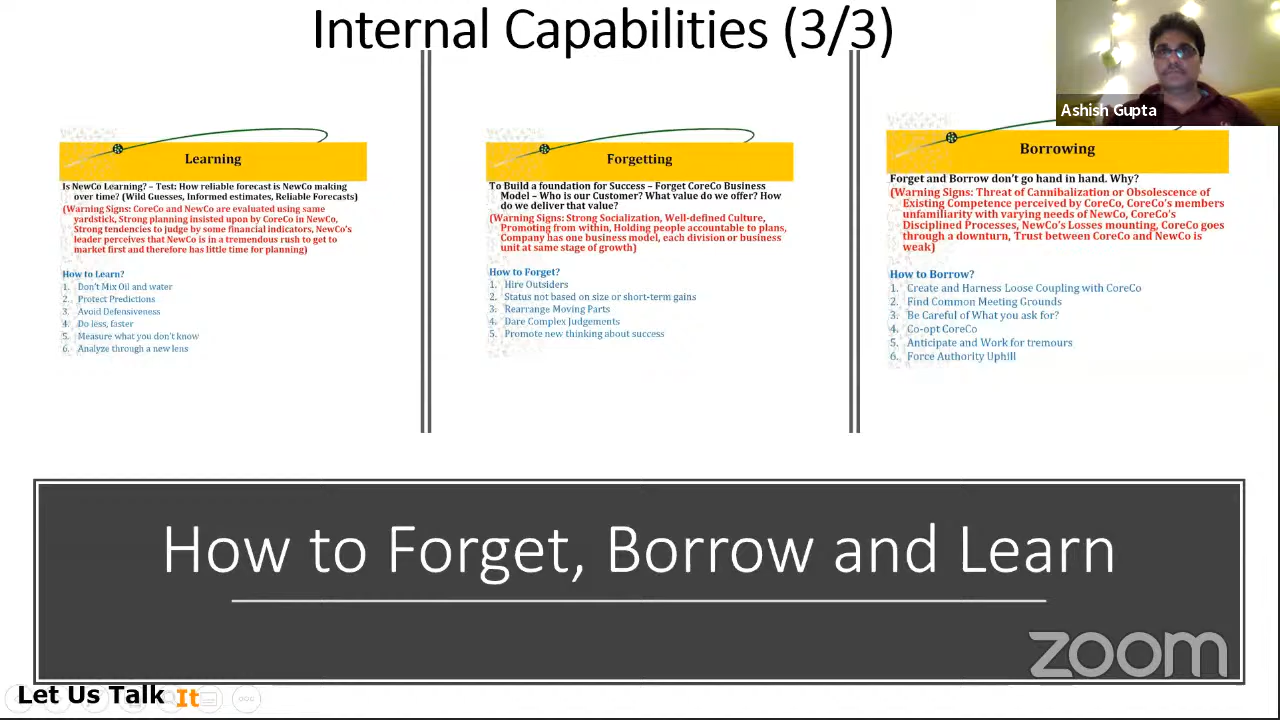 Internal Capabilities (3/3)
Ashish Gupta
Learning
Is NewCo Learning? – Test: How reliable forecast is NewCo making
over time? (Wild Guesses, Informed estimates, Reliable Forecasts)
(Warning Signs: CoreCo and NewCo are evaluated using same
yardstick, Strong planning insisted upon by CoreCo in NewCo,
Strong tendencies to judge by some financial indicators, NewCo's
leader perceives that NewCo is in a tremendous rush to get to
market first and therefore has little time for planning)
How to Learn?
1. Don't Mix Oil and water
2. Protect Predictions
3. Avoid Defensiveness
4. Do less, faster
5. Measure what you don't know
6. Analyze through a new lens
Forgetting
To Build a foundation for Success – Forget CoreCo Business
Model – Who is our Customer? What value do we offer? How
do we deliver that value?
(Warning Signs: Strong Socialization, Well-defined Culture,
Promoting from within, Holding people accountable to plans,
Company has one business model, each division or business
unit at same stage of growth)
How to Forget?
1. Hire Outsiders
2. Status not based on size or short-term gains
3. Rearrange Moving Parts
4. Dare Complex Judgements
5. Promote new thinking about success
Borrowing
Forget and Borrow don't go hand in hand. Why?
(Warning Signs: Threat of Cannibalization or Obsolescence of
Existing Competence perceived by CoreCo, CoreCo's members
unfamiliarity with varying needs of NewCo, CoreCo's
Disciplined Processes, NewCo's Losses mounting, CoreCo goes
through a downturn, Trust between CoreCo and NewCo is
weak)
How to Borrow?
1. Create and Harness Loose Coupling with CoreCo
2. Find Common Meeting Grounds
3. Be Careful of What you ask for?
4. Co-opt CoreCo
5. Anticipate and Work for tremours
6. Force Authority Uphill
How to Forget, Borrow and Learn
zoom
Let Us Talk It